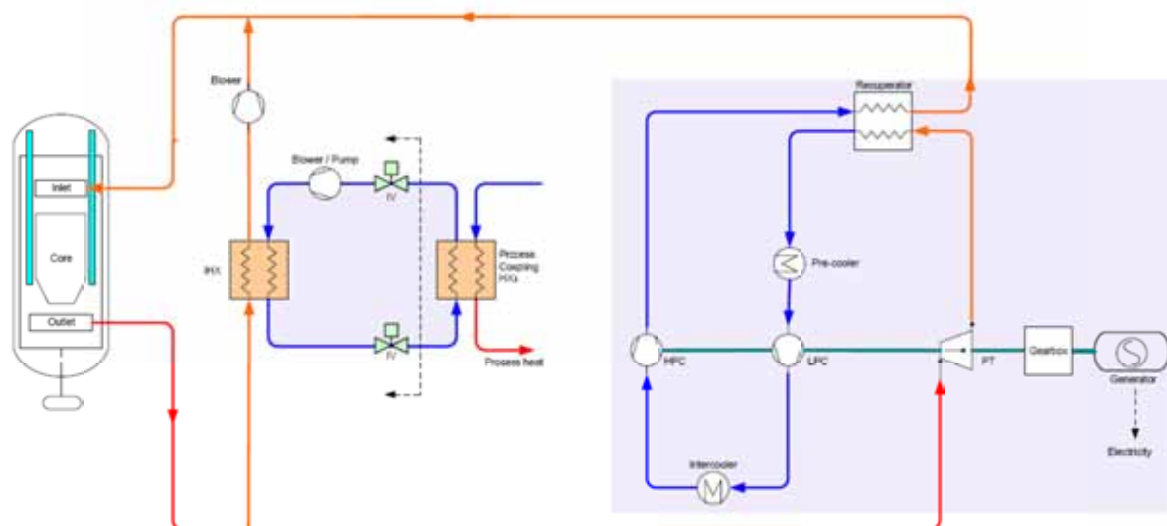 Recuperator
Blower
Blower / Pump
Inlet
IV
Core
IHX
Process
Coupling
HXs
Pre-cooler
Outlet
IV
Process heat
HPC
LPC
PT
Gearbox
Generator
Electricity
Intercooler